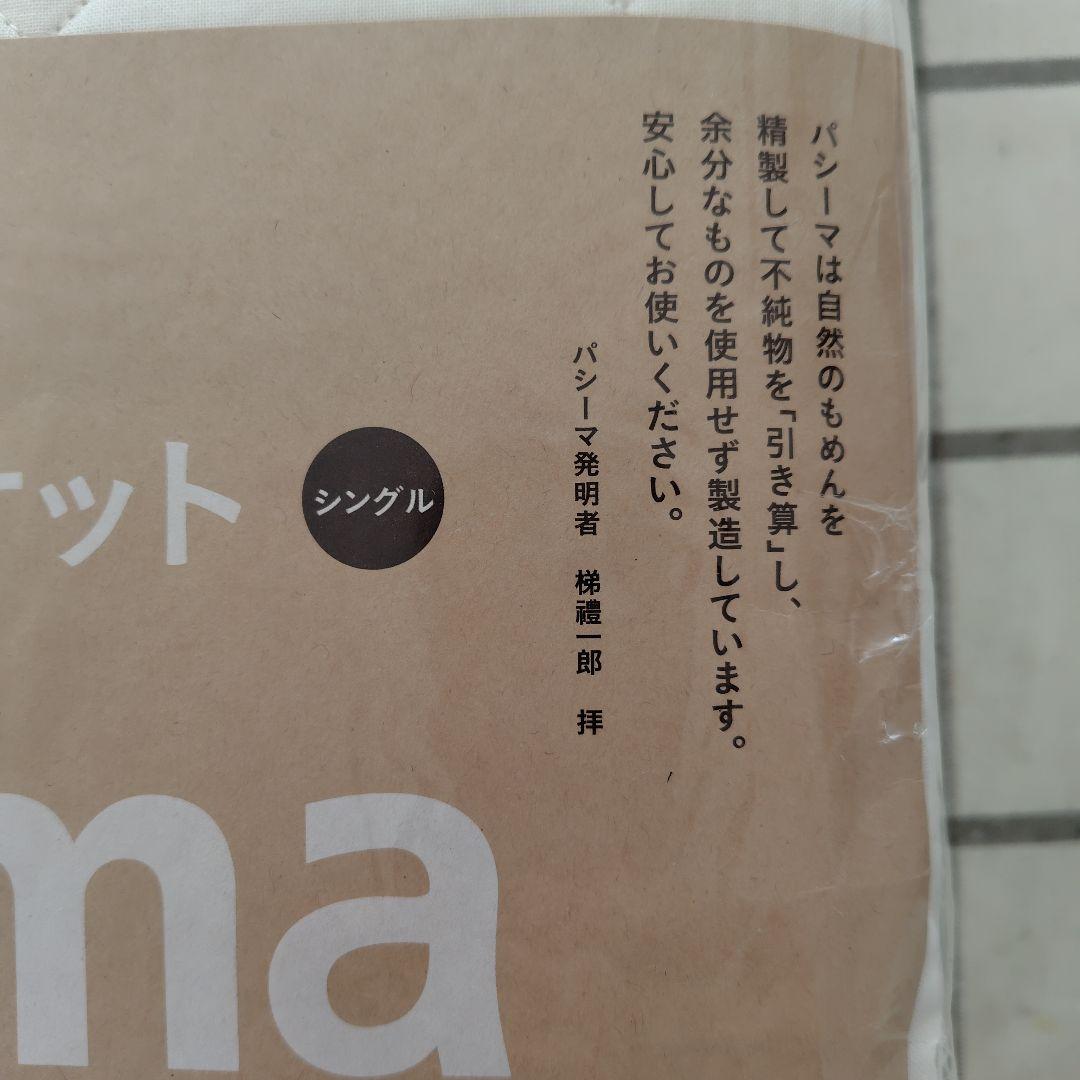 パシーマは自然のもめんを
精製して不純物を「引き算」し、
余分なものを使用せず製造しています。
安心してお使いください。
パシーマ発明者 梯禮一郎 拝
ケット
シングル
ma